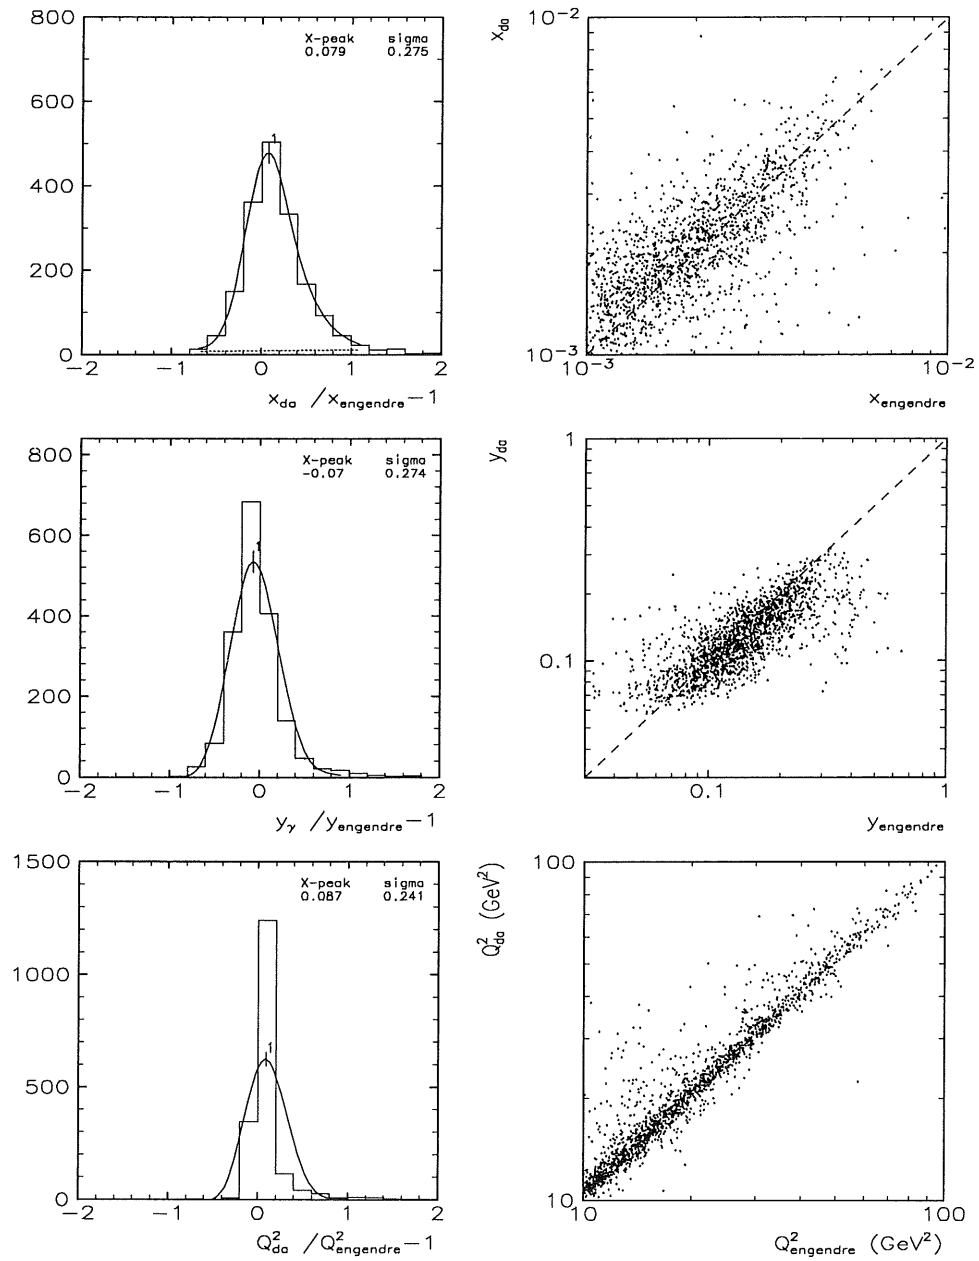 X-peak sigma
0.079 0.275
1
800
600
400
200
0
−2 −1 0 1 2
x_da / x_engendre −1
x_da
10^-2
10^-3
10^-3 10^-2
x_engendre
X-peak sigma
-0.07 0.274
1
800
600
400
200
0
−2 −1 0 1 2
y_γ / y_engendre −1
y_da
1
0.1
0.1 1
y_engendre
X-peak sigma
0.087 0.241
1
1500
1000
500
0
−2 −1 0 1 2
Q²_da / Q²_engendre −1
Q²_da (GeV²)
100
10
10 100
Q²_engendre (GeV²)